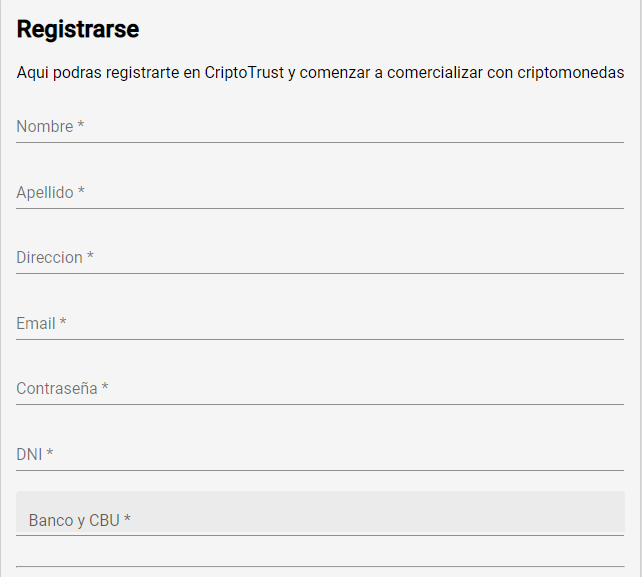 Registrarse
Aqui podras registrarte en CriptoTrust y comenzar a comercializar con criptomonedas
Nombre *
Apellido *
Direccion *
Email *
Contraseña *
DNI *
Banco y CBU *